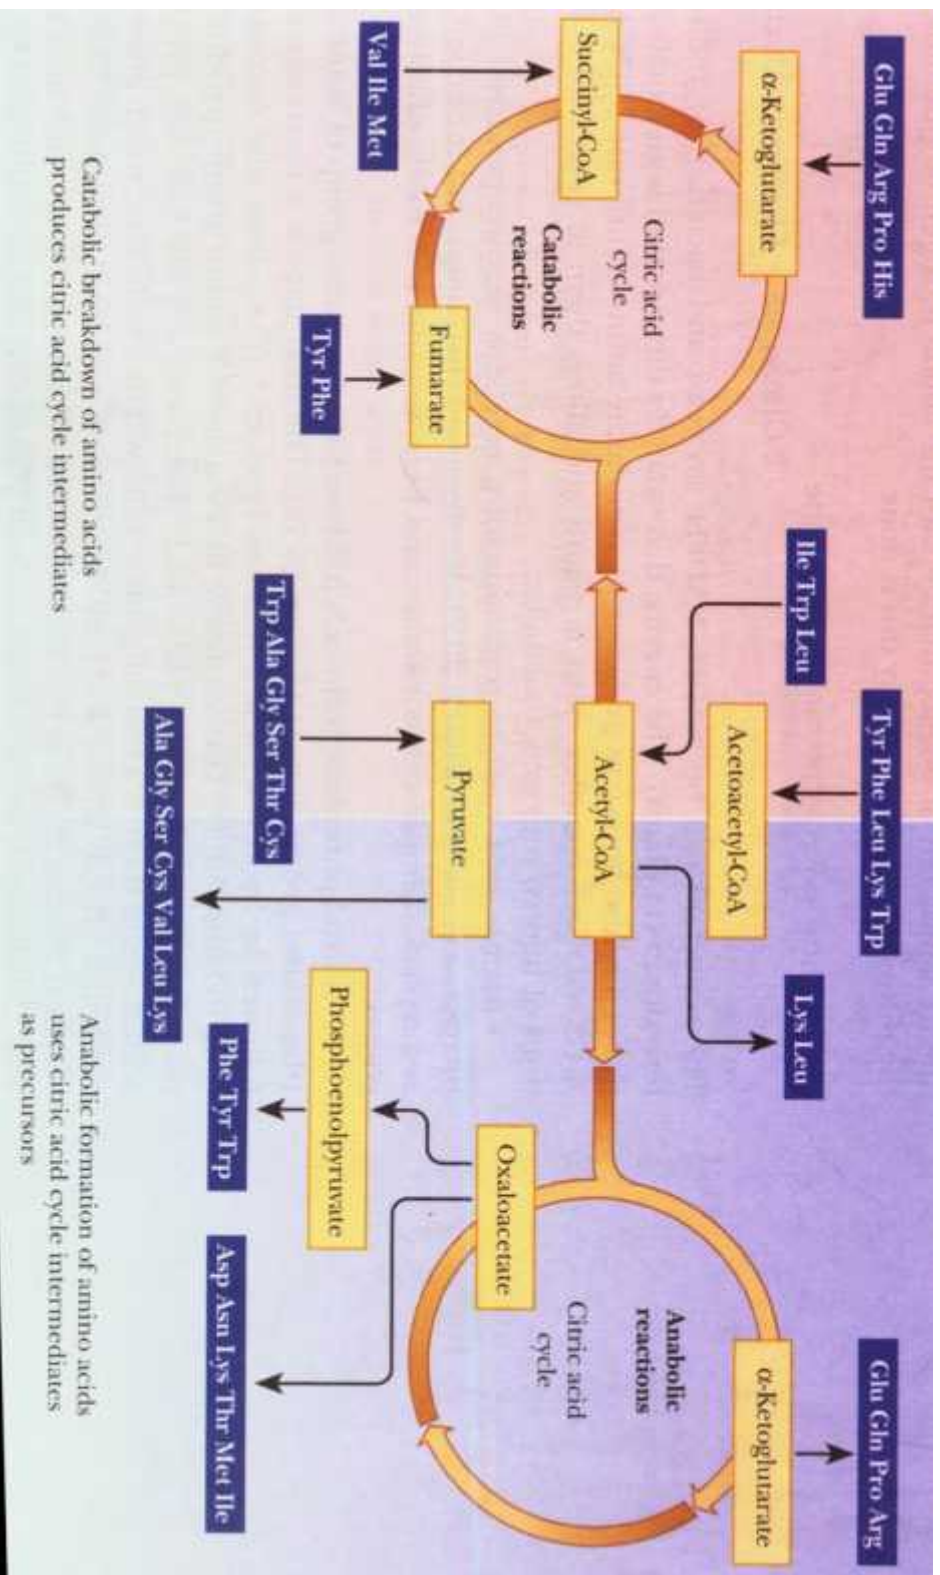 Glu Gln Arg Pro His
α-Ketoglutarate
Succinyl-CoA
Val Ile Met
Citric acid
cycle
Catabolic
reactions
Fumarate
Tyr Phe
Ile Trp Leu
Tyr Phe Leu Lys Trp
Acetoacetyl-CoA
Acetyl-CoA
Pyruvate
Trp Ala Gly Ser Thr Cys
Ala Gly Ser Cys Val Leu Lys
Lys Leu
Glu Gln Pro Arg
α-Ketoglutarate
Anabolic
reactions
Citric acid
cycle
Oxaloacetate
Phosphoenolpyruvate
Phe Tyr Trp
Asp Asn Lys Thr Met Ile
Catabolic breakdown of amino acids
produces citric acid cycle intermediates
Anabolic formation of amino acids
uses citric acid cycle intermediates
as precursors